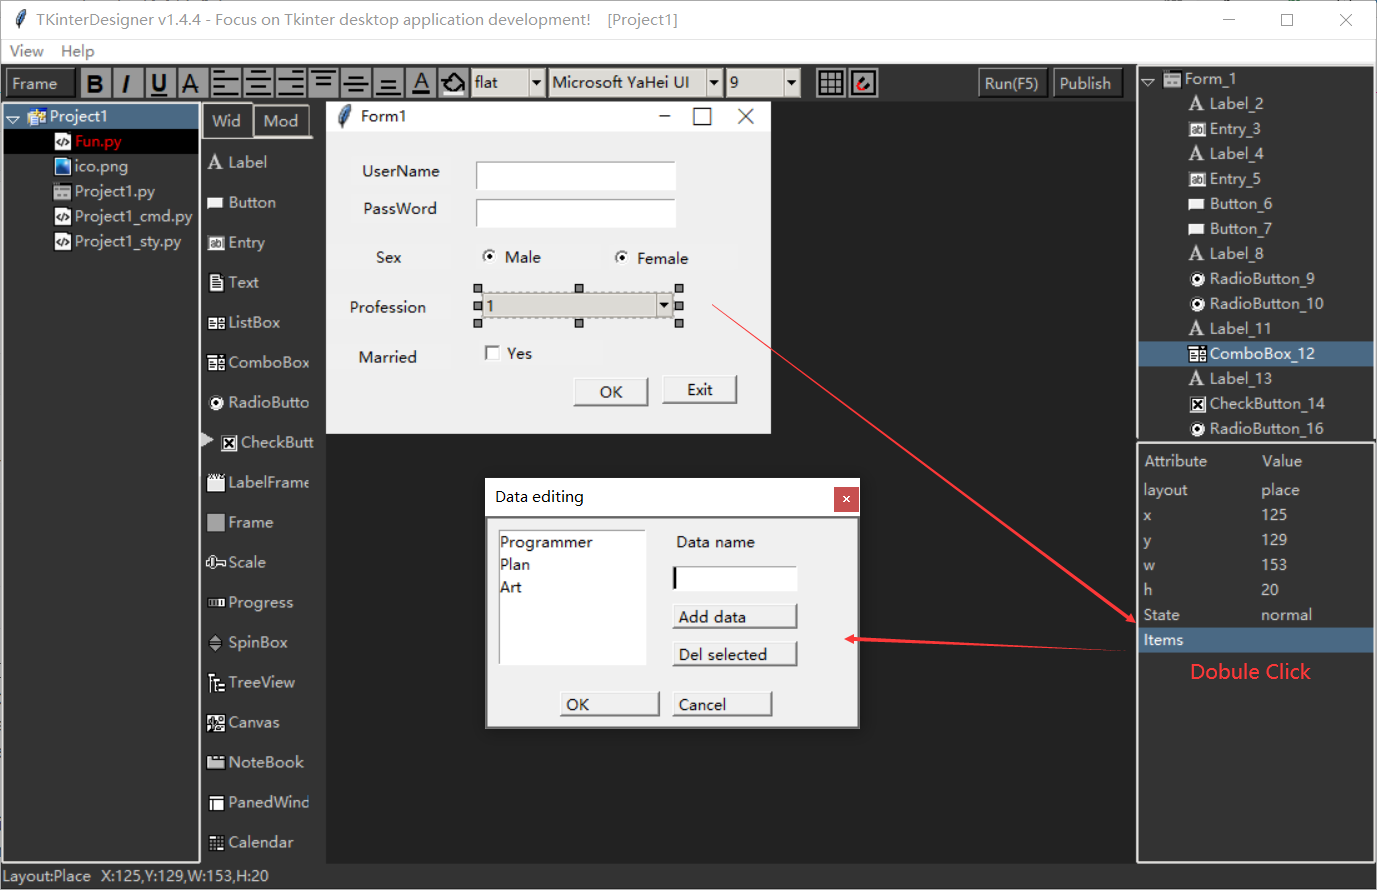 TKinterDesigner v1.4.4 - Focus on Tkinter desktop application development! [Project1]
View Help
Frame B I U A A flat Microsoft YaHei UI 9 Run(F5) Publish
Project1
Fun.py
ico.png
Project1.py
Project1_cmd.py
Project1_sty.py
Wid Mod
Label
Button
Entry
Text
ListBox
ComboBox
RadioButto
CheckButt
LabelFrame
Frame
Scale
Progress
SpinBox
TreeView
Canvas
NoteBook
PanedWind
Calendar
Form1
UserName
PassWord
Sex Male Female
Profession 1
Married Yes
OK Exit
Data editing
Programmer
Plan
Art
Data name
Add data
Del selected
OK Cancel
Form_1
Label_2
Entry_3
Label_4
Entry_5
Button_6
Button_7
Label_8
RadioButton_9
RadioButton_10
Label_11
ComboBox_12
Label_13
CheckButton_14
RadioButton_16
Attribute Value
layout place
x 125
y 129
w 153
h 20
State normal
Items
Dobule Click
Layout:Place X:125,Y:129,W:153,H:20